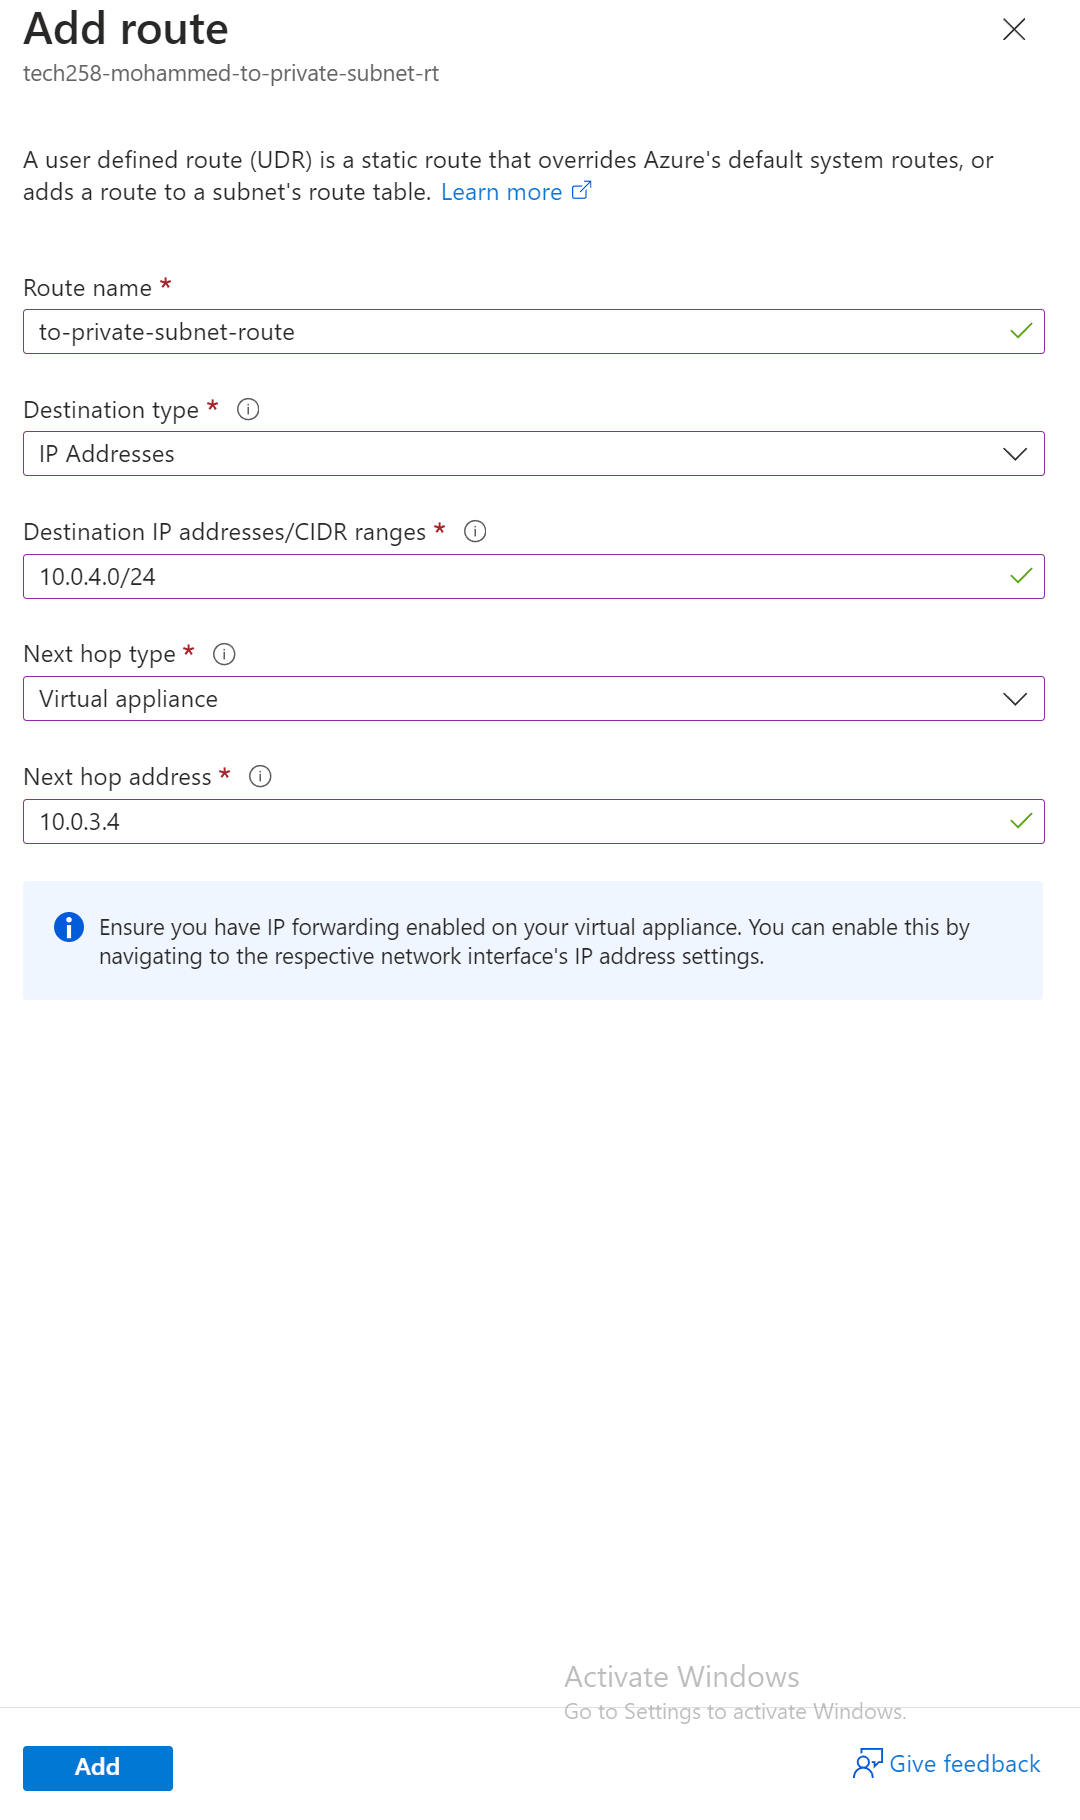 Add route
tech258-mohammed-to-private-subnet-rt
A user defined route (UDR) is a static route that overrides Azure's default system routes, or
adds a route to a subnet's route table. Learn more
Route name *
to-private-subnet-route
Destination type *
IP Addresses
Destination IP addresses/CIDR ranges *
10.0.4.0/24
Next hop type *
Virtual appliance
Next hop address *
10.0.3.4
Ensure you have IP forwarding enabled on your virtual appliance. You can enable this by
navigating to the respective network interface's IP address settings.
Activate Windows
Go to Settings to activate Windows.
Add
Give feedback